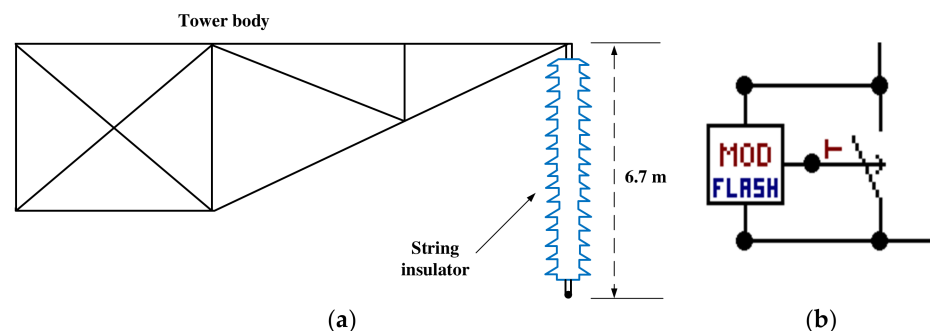 Tower body
6.7 m
String
insulator
MOD
FLASH
T
(a)
(b)